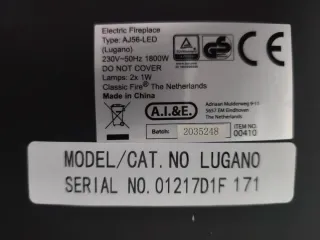 Electric Fireplace
Type: AJ56-LED
(Lugano)
230V~50Hz 1800W
DO NOT COVER
Lamps: 2x 1W
Classic Fire® The Netherlands
Made in China
A.I.&E.
Adriaan Mulderweg 9-11
5657 EM Eindhoven
The Netherlands
Batch: 2035248
ITEM NO.
00410
MODEL/CAT. NO LUGANO
SERIAL NO. 01217D1F 171